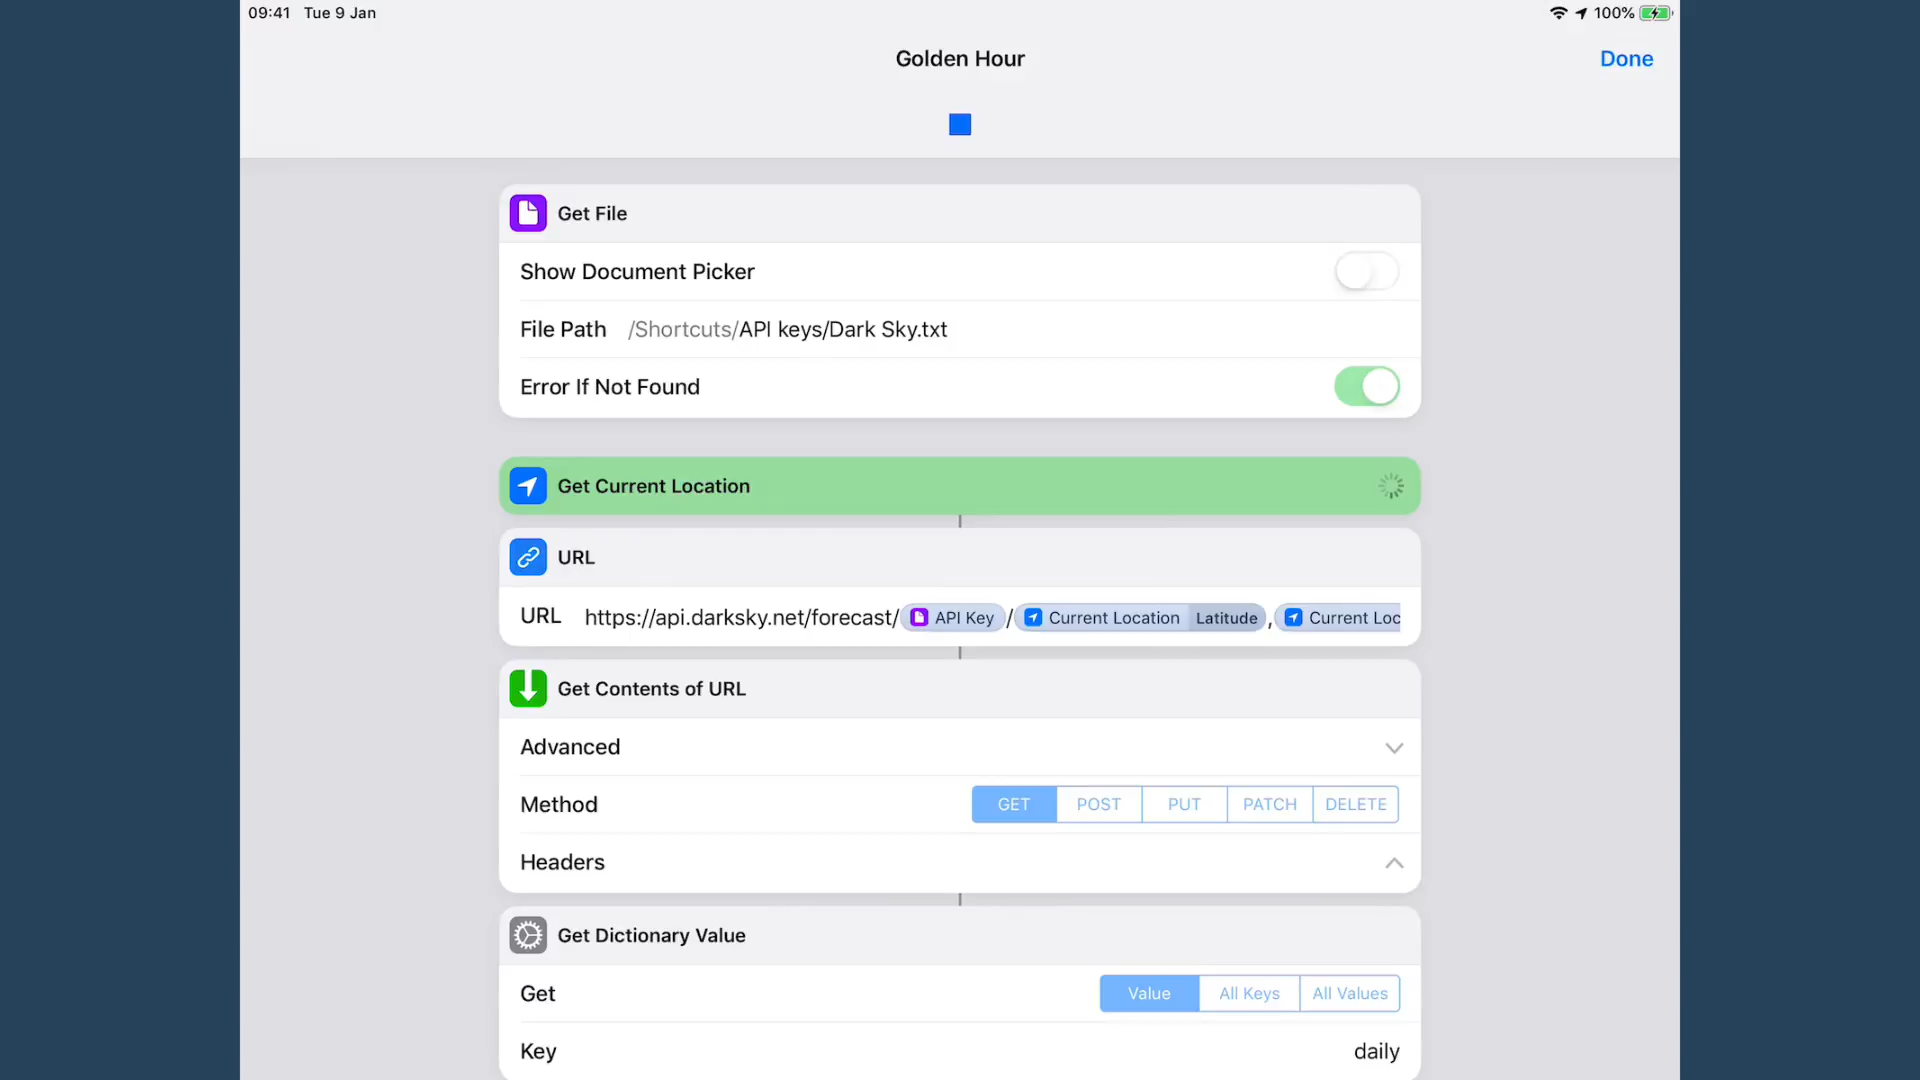 09:41 Tue 9 Jan
100%
Golden Hour
Done
Get File
Show Document Picker
File Path /Shortcuts/API keys/Dark Sky.txt
Error If Not Found
Get Current Location
URL
URL https://api.darksky.net/forecast/ API Key / Current Location Latitude , Current Loc
Get Contents of URL
Advanced
Method GET POST PUT PATCH DELETE
Headers
Get Dictionary Value
Get Value All Keys All Values
Key daily